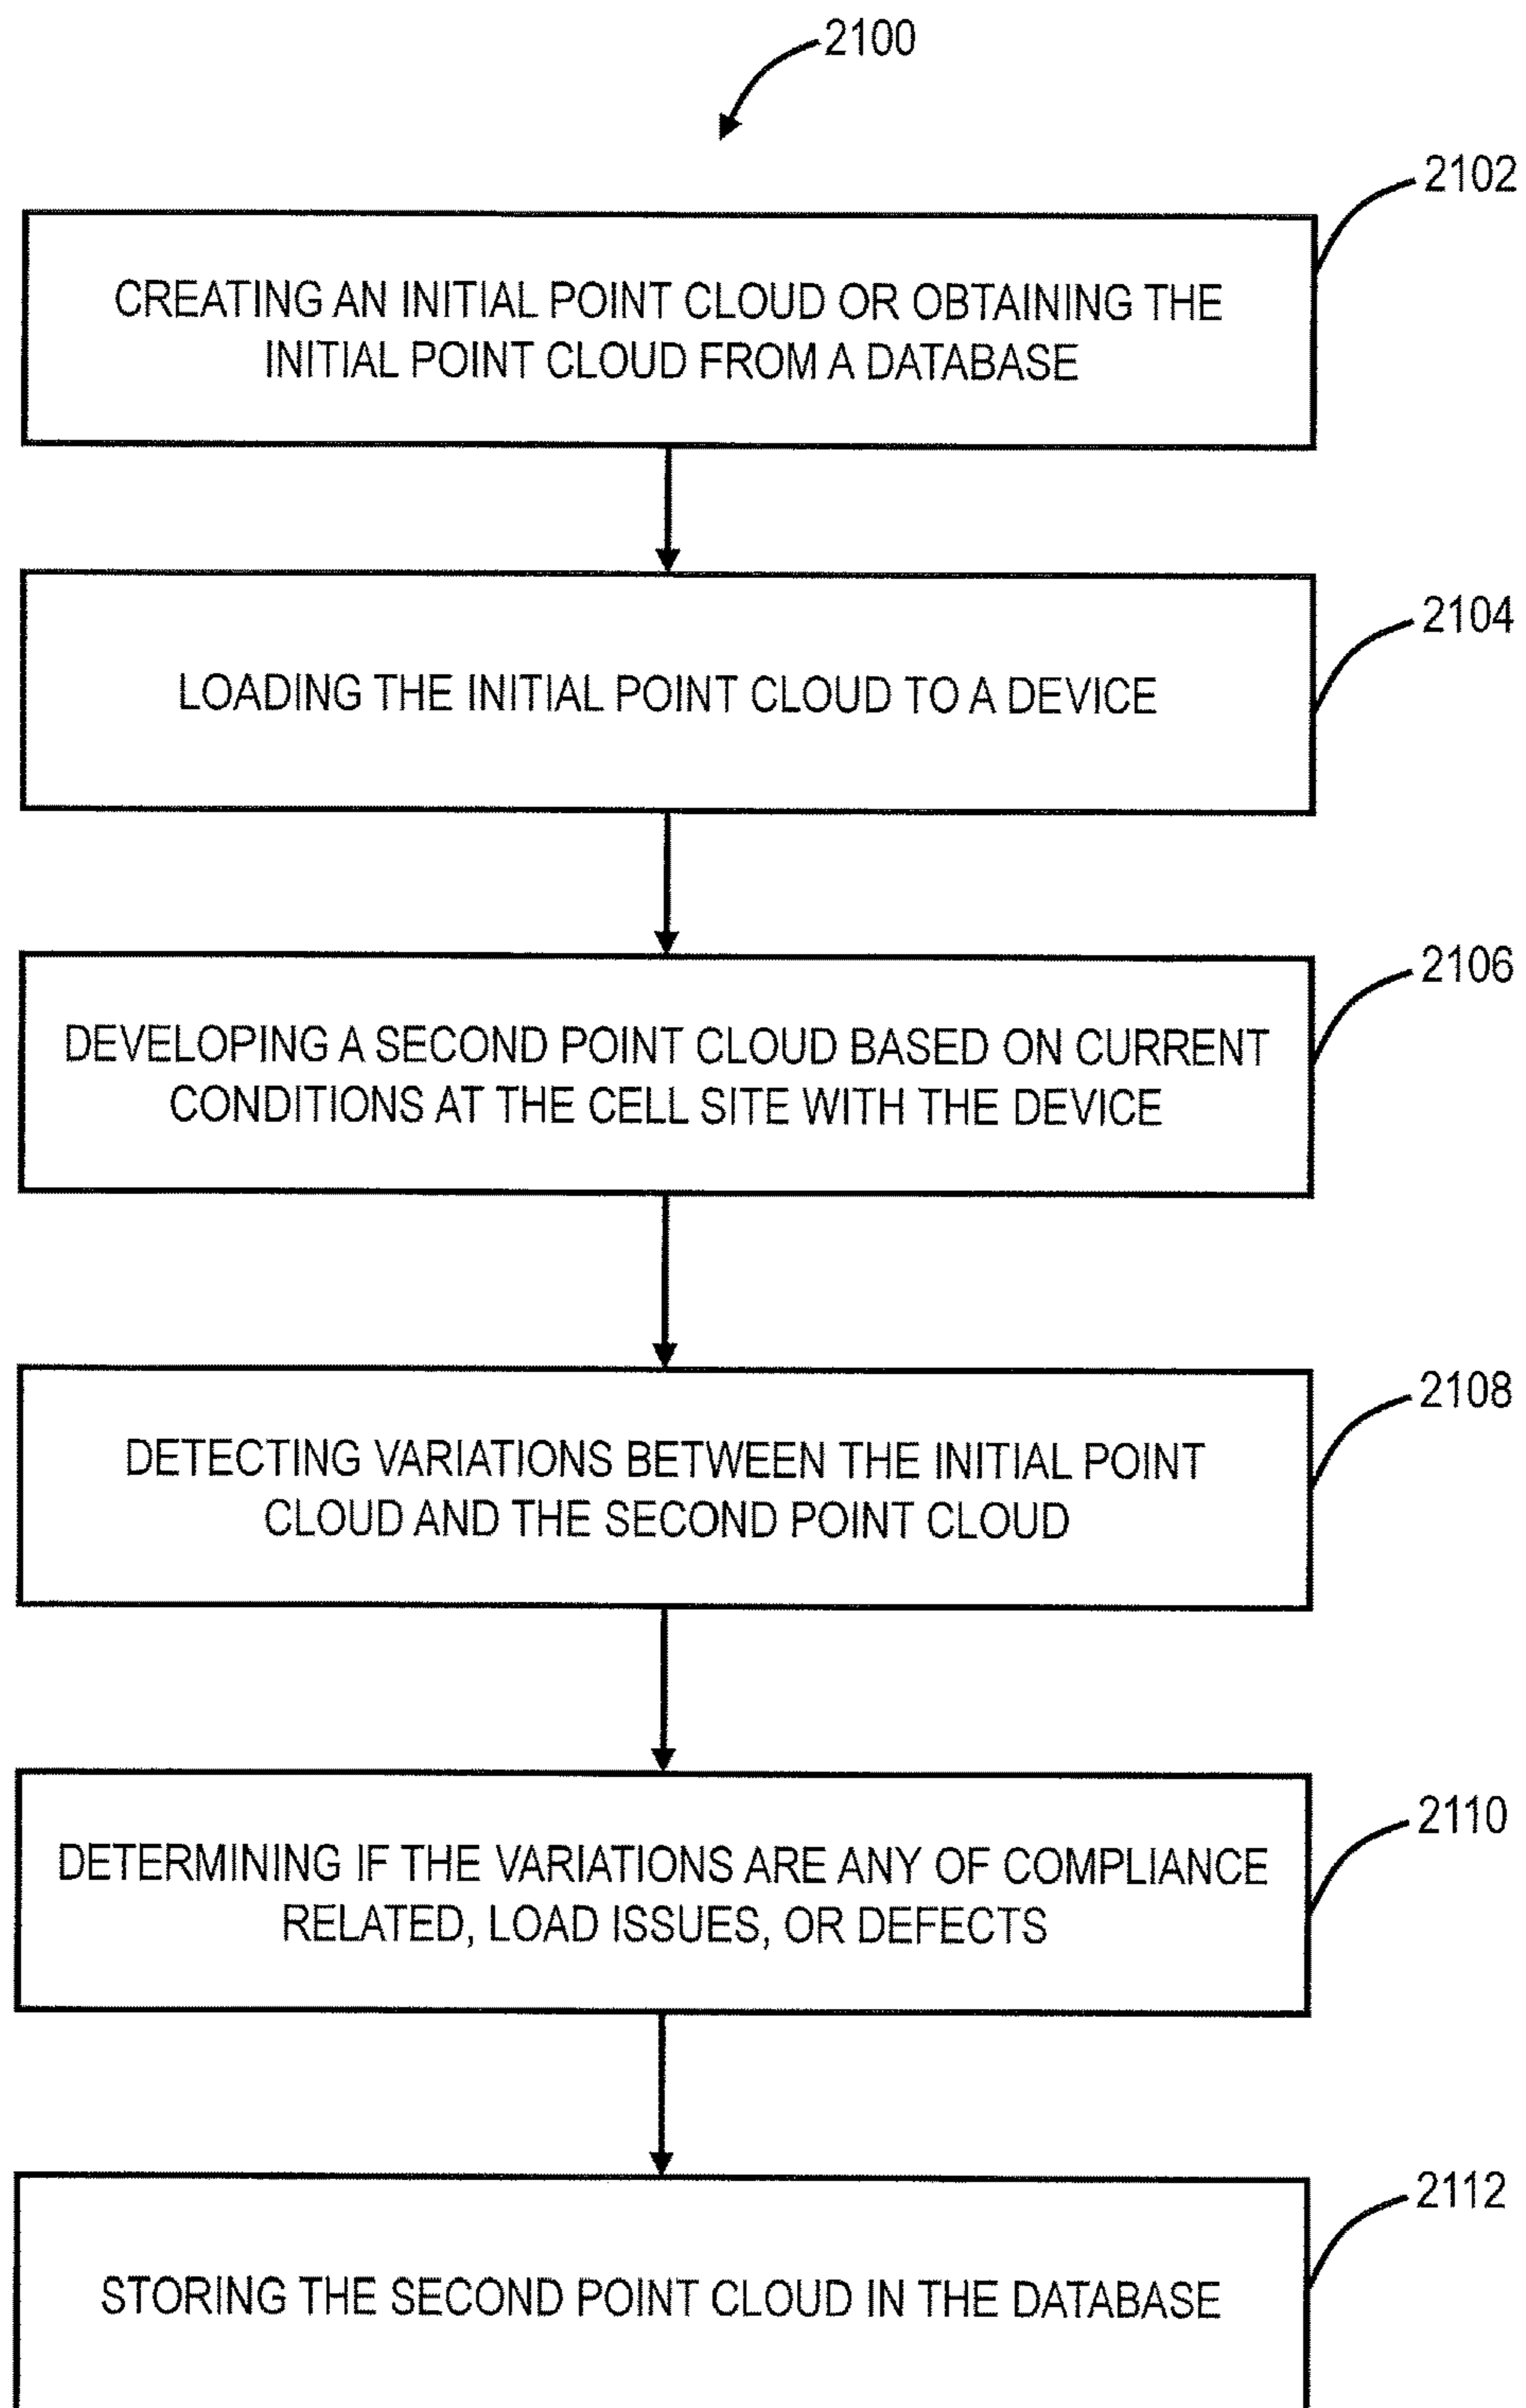 2100
2102
CREATING AN INITIAL POINT CLOUD OR OBTAINING THE
INITIAL POINT CLOUD FROM A DATABASE
2104
LOADING THE INITIAL POINT CLOUD TO A DEVICE
2106
DEVELOPING A SECOND POINT CLOUD BASED ON CURRENT
CONDITIONS AT THE CELL SITE WITH THE DEVICE
2108
DETECTING VARIATIONS BETWEEN THE INITIAL POINT
CLOUD AND THE SECOND POINT CLOUD
2110
DETERMINING IF THE VARIATIONS ARE ANY OF COMPLIANCE
RELATED, LOAD ISSUES, OR DEFECTS
2112
STORING THE SECOND POINT CLOUD IN THE DATABASE